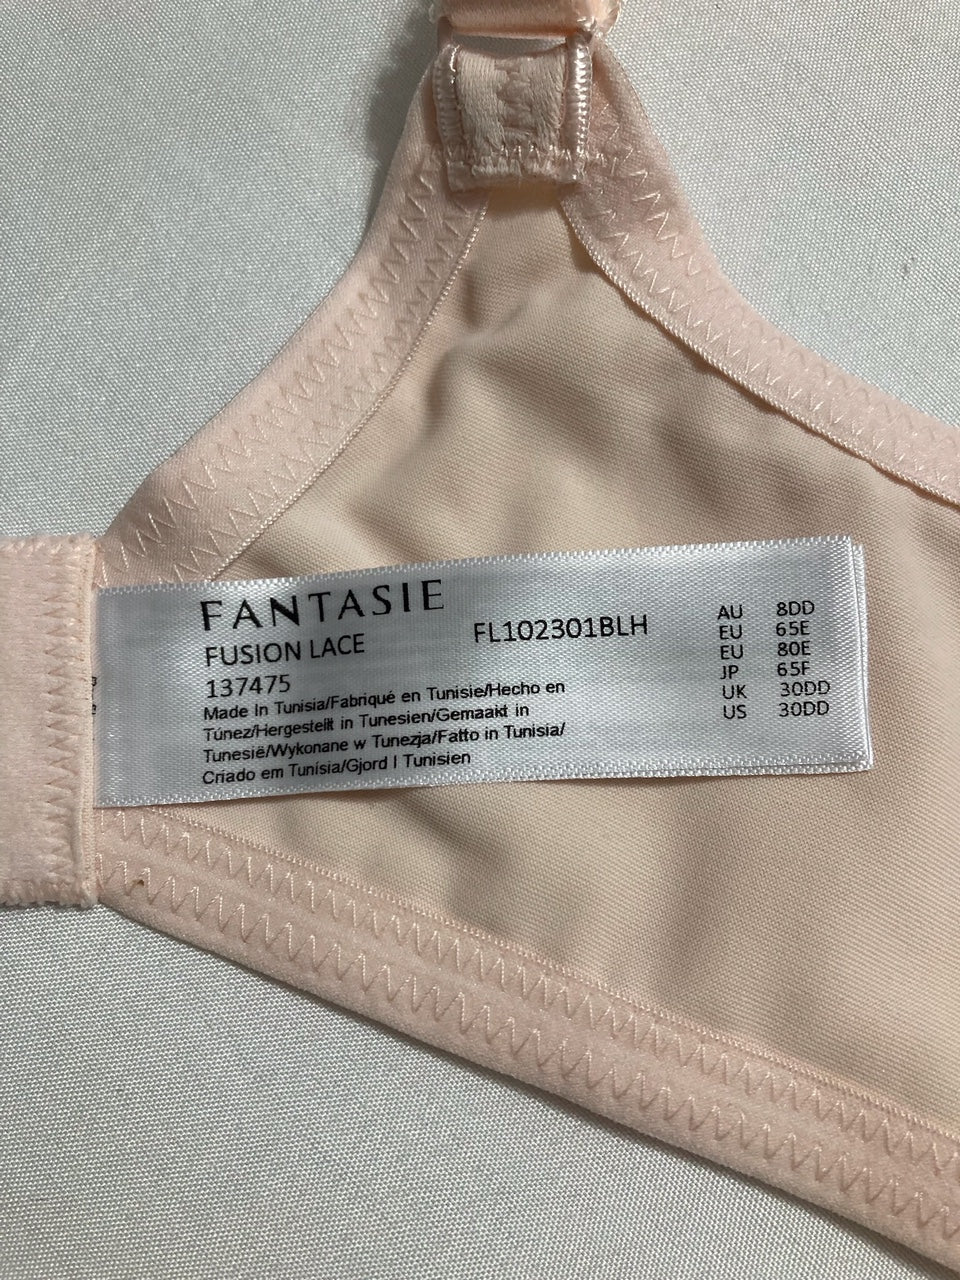 FANTASIE
FUSION LACE
FL102301BLH
137475
Made In Tunisia/Fabriqué en Tunisie/Hecho en
Túnez/Hergestellt in Tunesien/Gemaakt in
Tunesië/Wykonane w Tunezja/Fatto in Tunisia/
Criado em Tunísia/Gjord I Tunisien
AU 8DD
EU 65E
EU 80E
JP 65F
UK 30DD
US 30DD